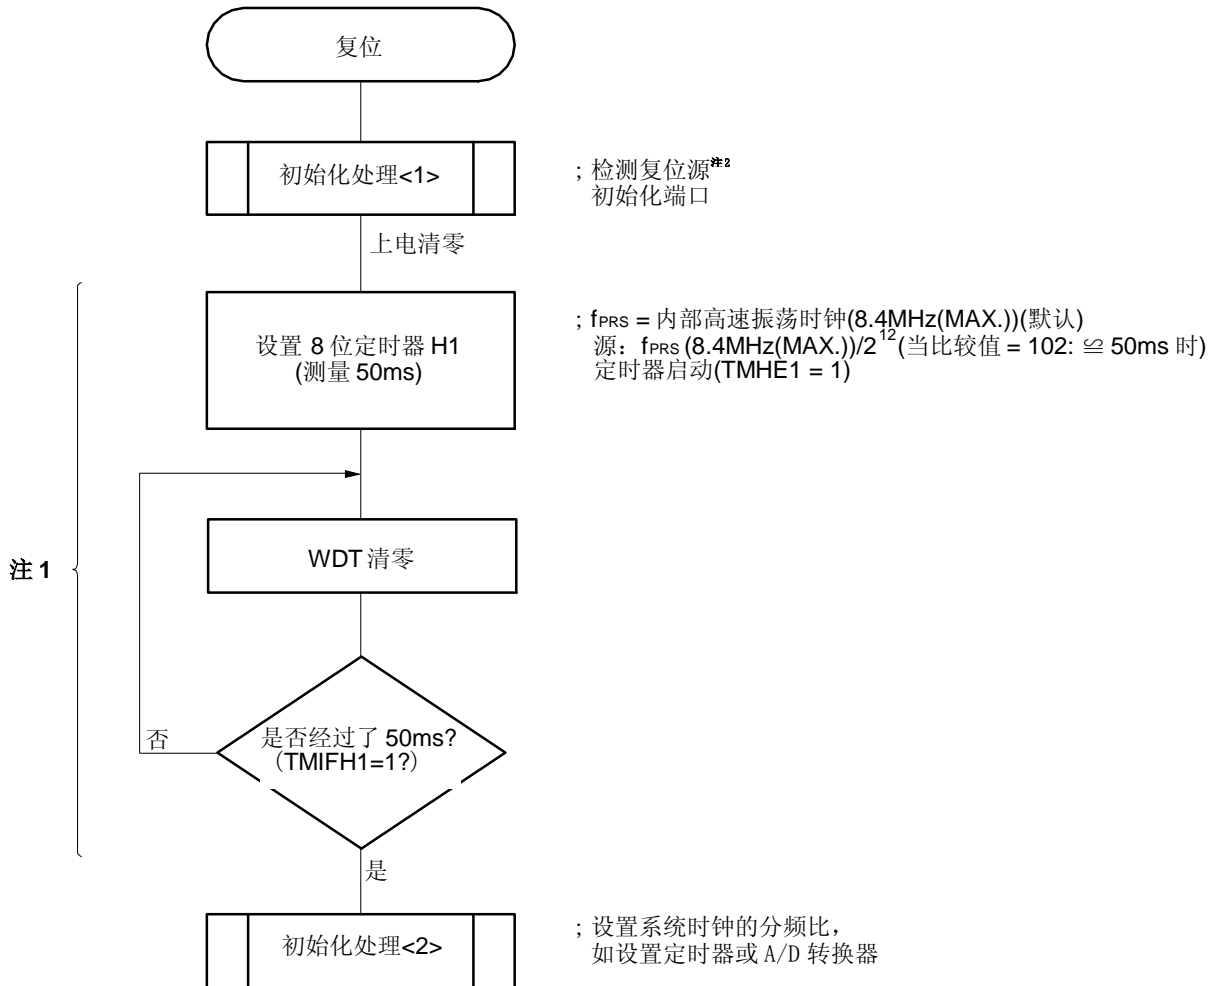 复位
初始化处理<1>
; 检测复位源注2
初始化端口
上电清零
设置 8 位定时器 H1
(测量 50ms)
; fPRS = 内部高速振荡时钟(8.4MHz(MAX.))(默认)
源：fPRS (8.4MHz(MAX.))/2^12(当比较值 = 102: ≌ 50ms 时)
定时器启动(TMHE1 = 1)
WDT 清零
注 1
是否经过了 50ms?
（TMIFH1=1?）
否
是
初始化处理<2>
; 设置系统时钟的分频比，
如设置定时器或 A/D 转换器